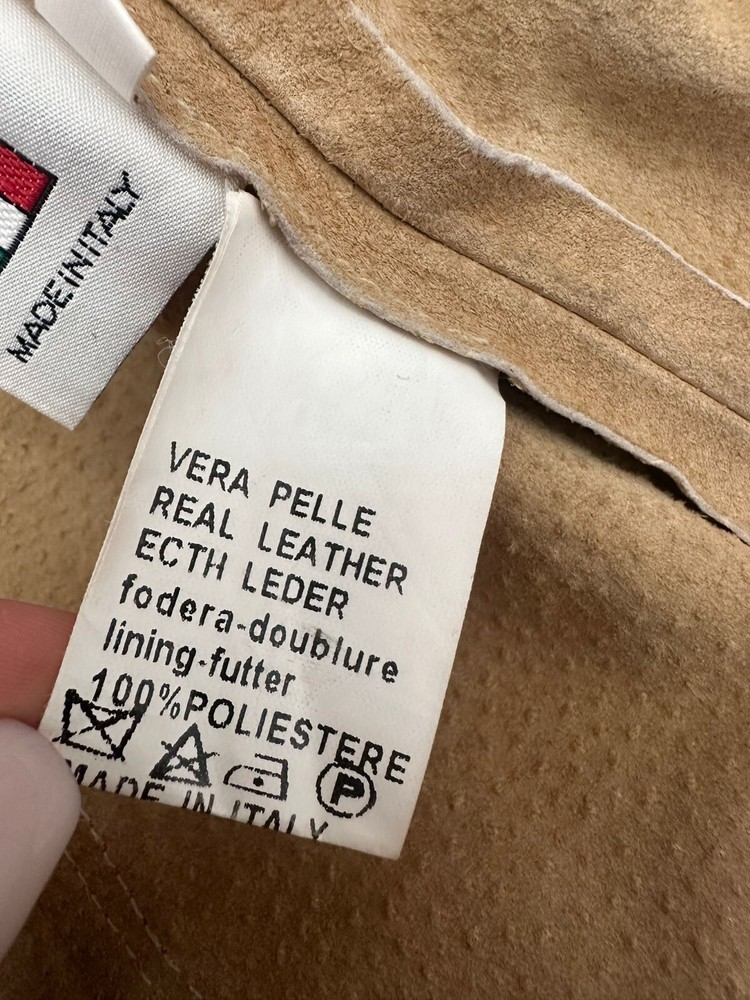 MADE IN ITALY
VERA PELLE
REAL LEATHER
ECTH LEDER
fodera-doublure
lining-futter
100%POLIESTERE
P
MADE IN ITALY